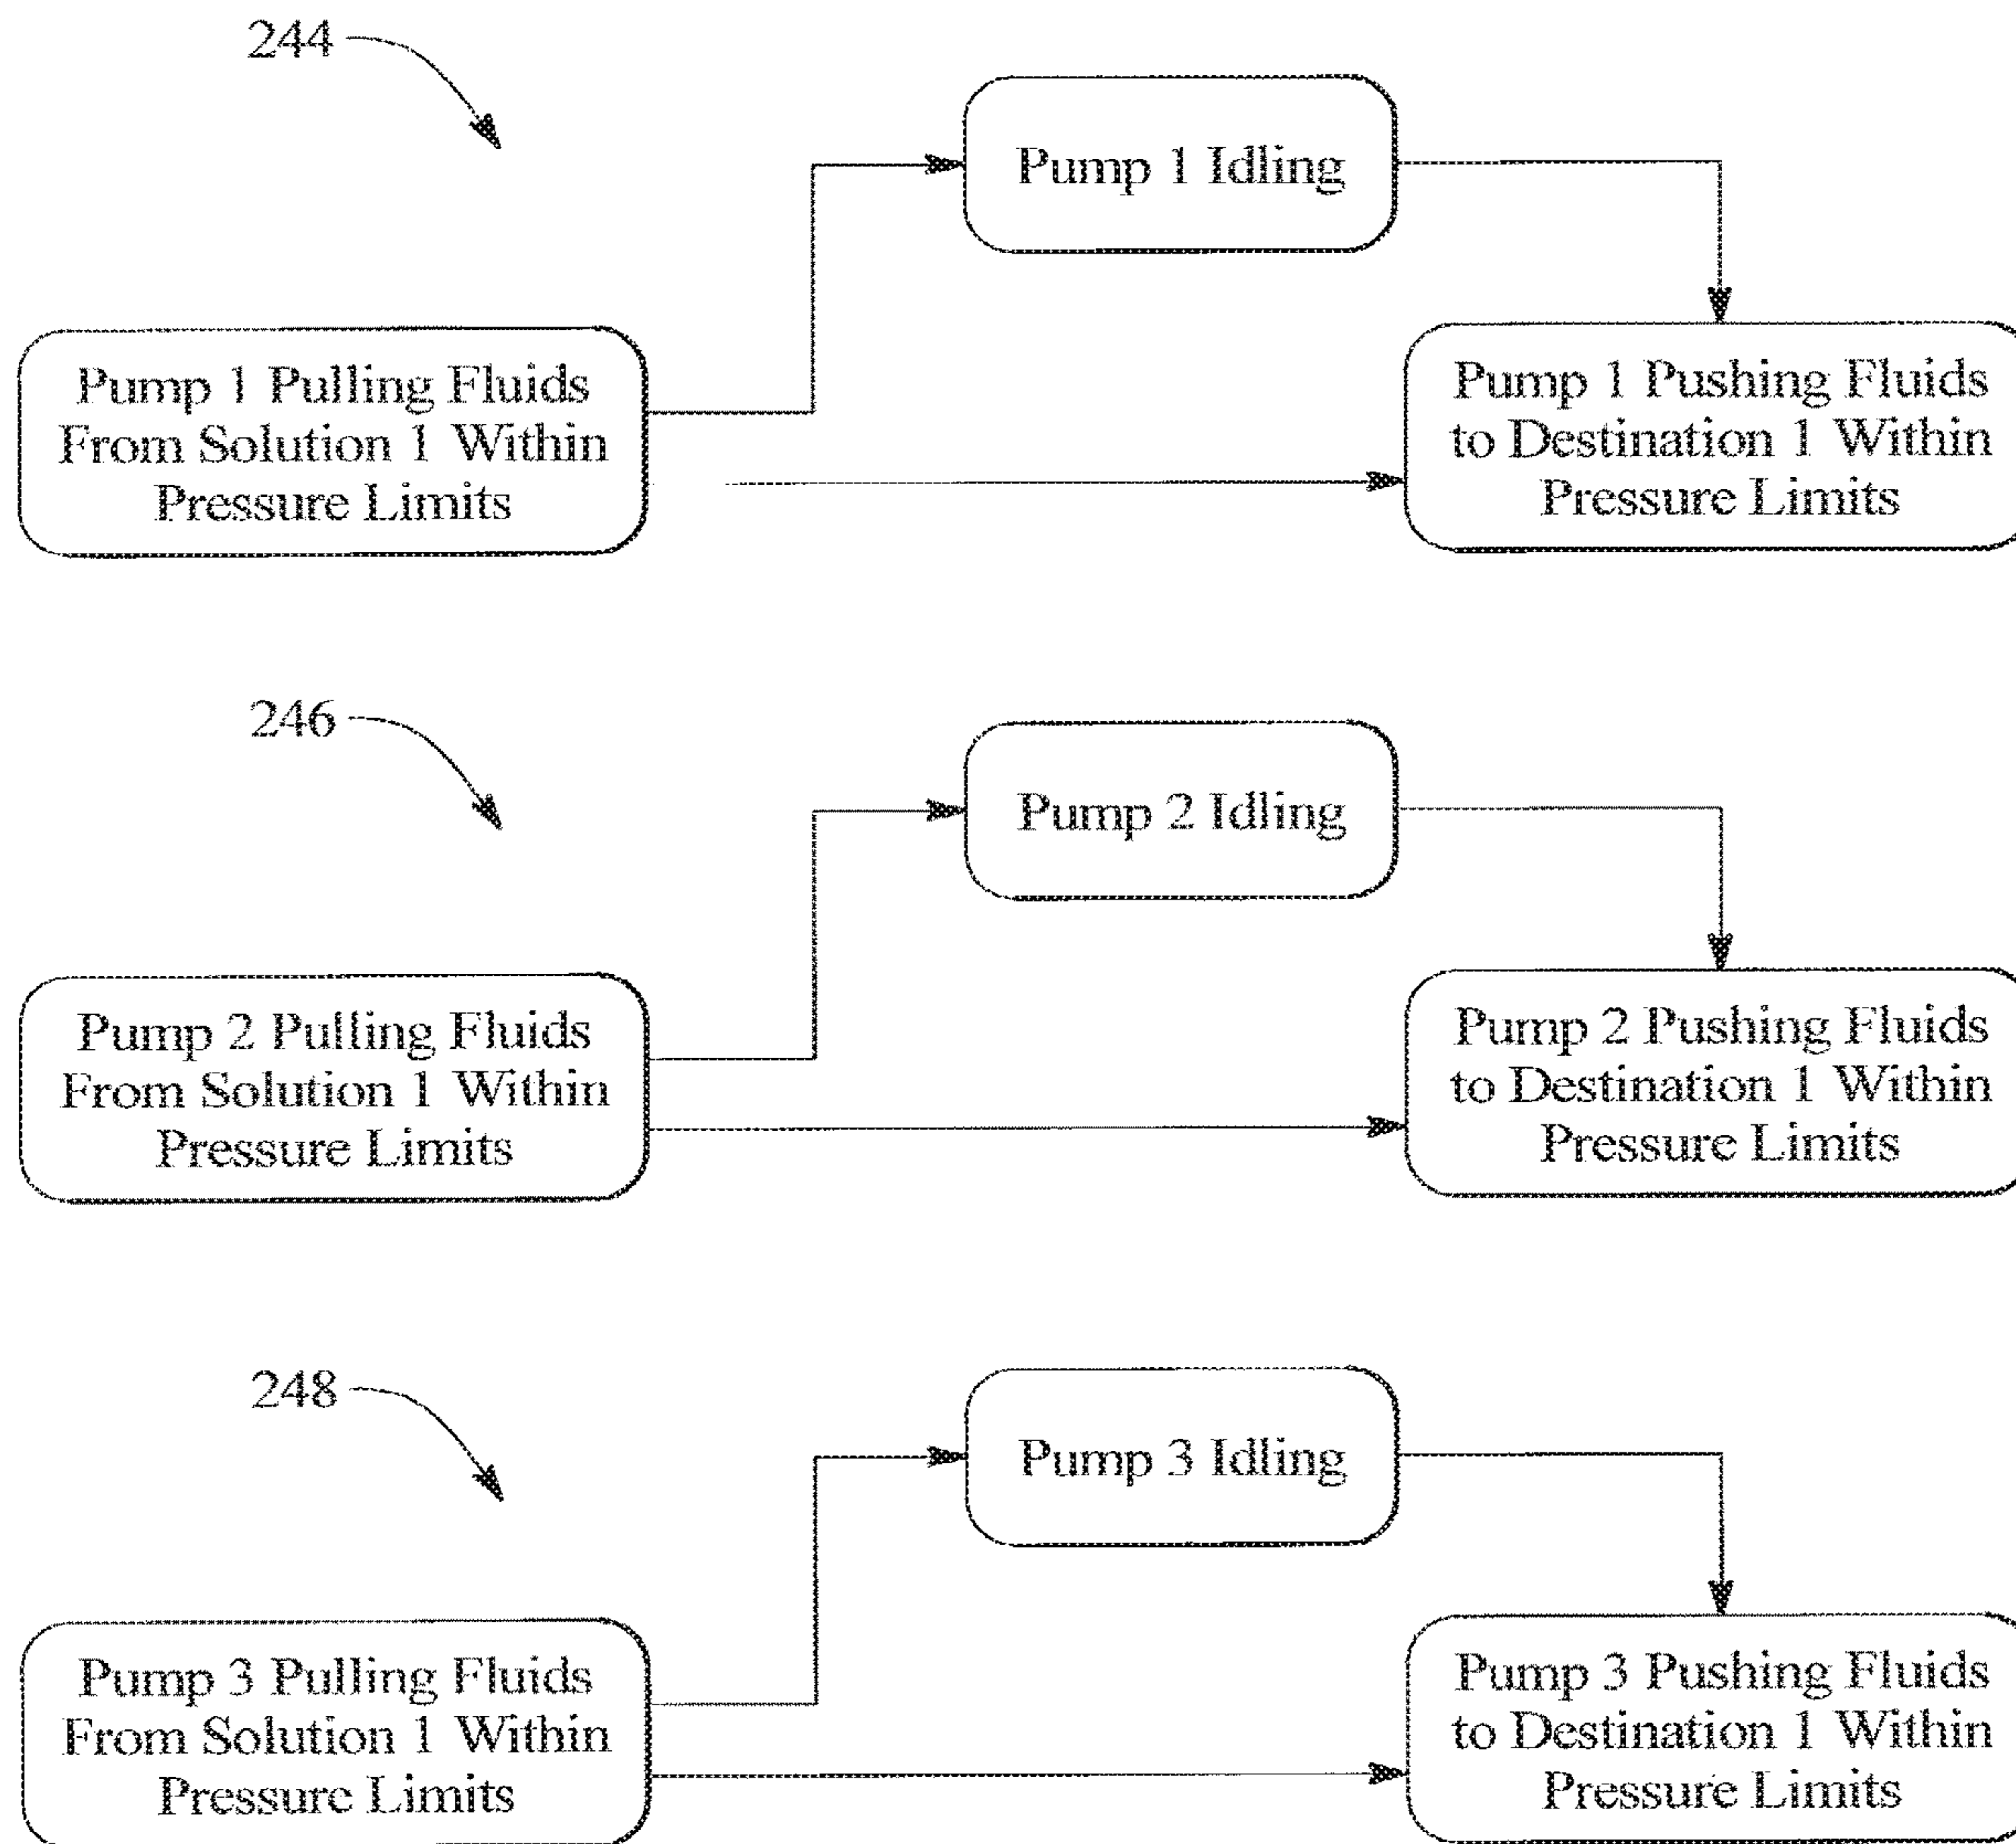 244
Pump 1 Idling
Pump 1 Pulling Fluids
From Solution 1 Within
Pressure Limits
Pump 1 Pushing Fluids
to Destination 1 Within
Pressure Limits
246
Pump 2 Idling
Pump 2 Pulling Fluids
From Solution 1 Within
Pressure Limits
Pump 2 Pushing Fluids
to Destination 1 Within
Pressure Limits
248
Pump 3 Idling
Pump 3 Pulling Fluids
From Solution 1 Within
Pressure Limits
Pump 3 Pushing Fluids
to Destination 1 Within
Pressure Limits